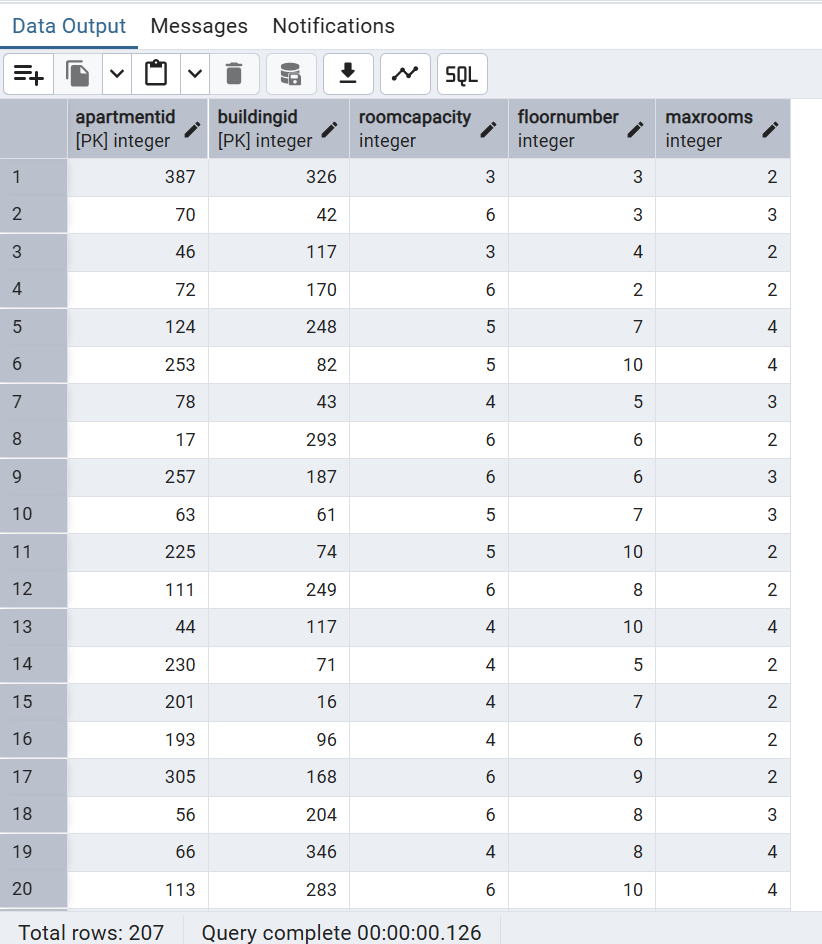 Data Output Messages Notifications
SQL
apartmentid buildingid roomcapacity floornumber maxrooms
[PK] integer [PK] integer integer integer integer
1 387 326 3 3 2
2 70 42 6 3 3
3 46 117 3 4 2
4 72 170 6 2 2
5 124 248 5 7 4
6 253 82 5 10 4
7 78 43 4 5 3
8 17 293 6 6 2
9 257 187 6 6 3
10 63 61 5 7 3
11 225 74 5 10 2
12 111 249 6 8 2
13 44 117 4 10 4
14 230 71 4 5 2
15 201 16 4 7 2
16 193 96 4 6 2
17 305 168 6 9 2
18 56 204 6 8 3
19 66 346 4 8 4
20 113 283 6 10 4
Total rows: 207 Query complete 00:00:00.126